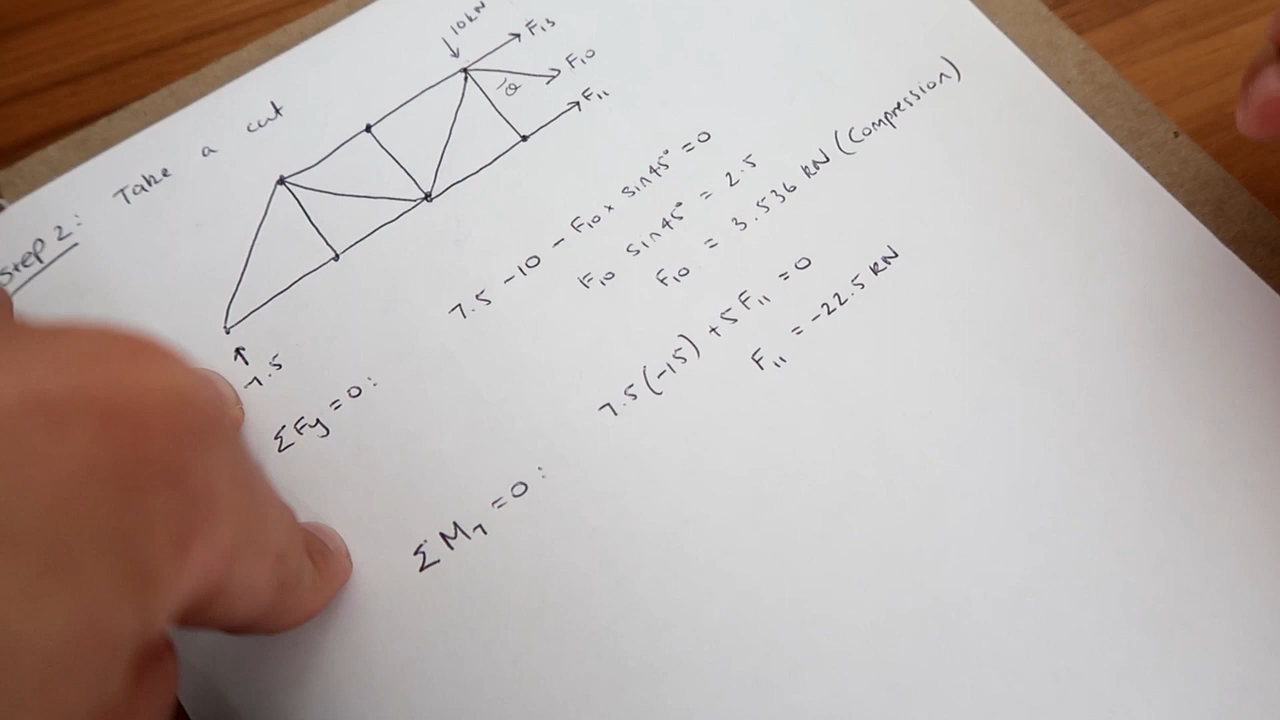 Step 2: Take a cut
10kN
F₁₃
F₁₀
θ
F₁₁
7.5
ΣFy = 0:
7.5 - 10 - F₁₀ × sin45° = 0
F₁₀ sin45° = 2.5
F₁₀ = 3.536 kN (Compression)
ΣM₇ = 0:
7.5(-15) + 5F₁₁ = 0
F₁₁ = -22.5 kN